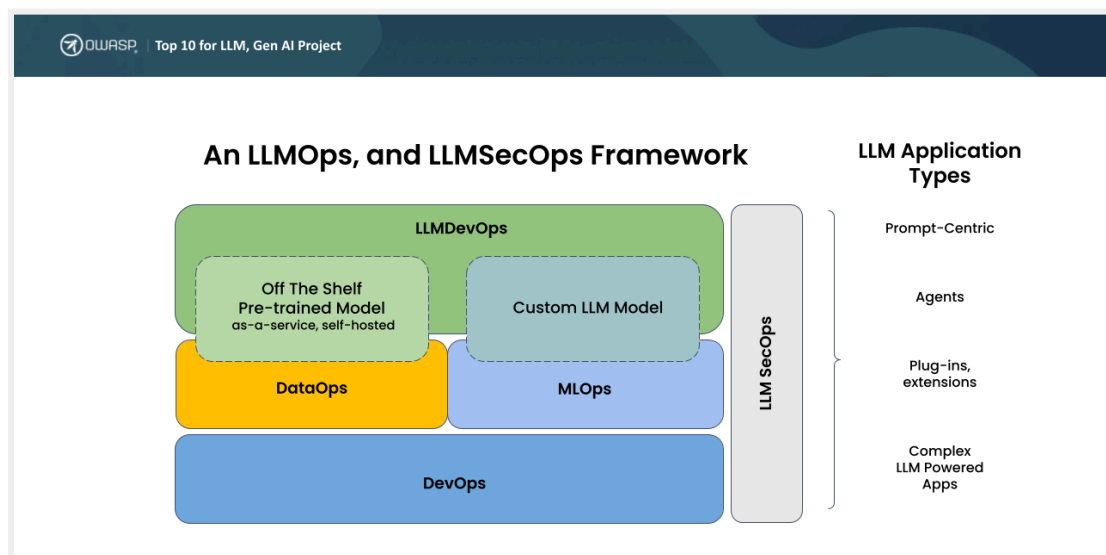 OWASP. | Top 10 for LLM, Gen AI Project
An LLMOps, and LLMSecOps Framework
LLM Application
Types
LLMDevOps
Off The Shelf
Pre-trained Model
as-a-service, self-hosted
Custom LLM Model
DataOps
MLOps
DevOps
LLM SecOps
Prompt-Centric
Agents
Plug-ins,
extensions
Complex
LLM Powered
Apps